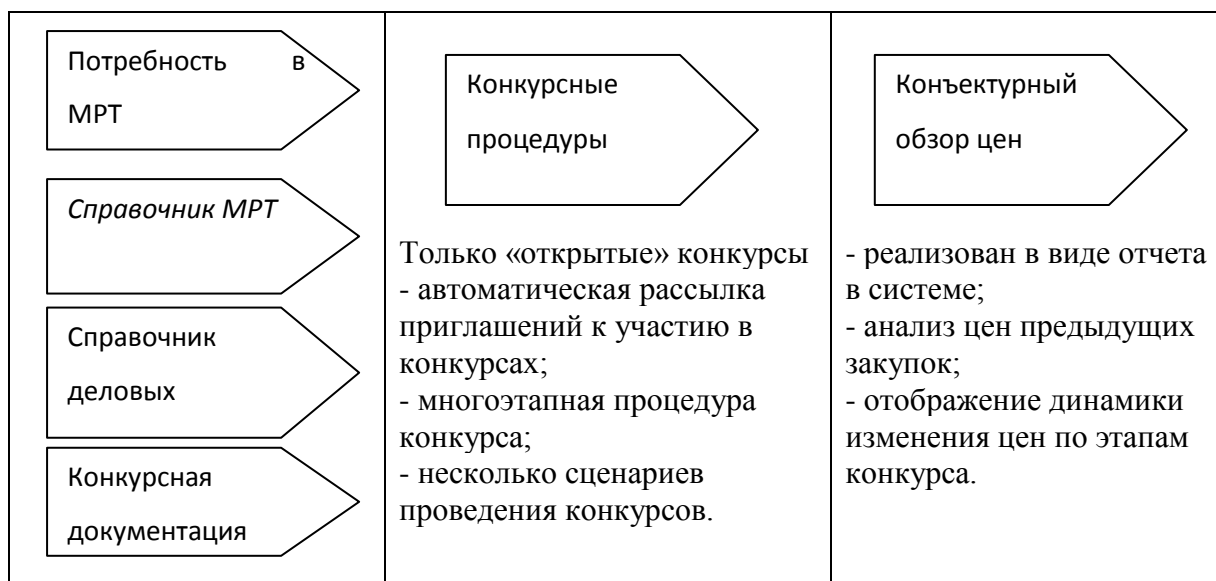 Потребность в
МРТ
Справочник МРТ
Справочник
деловых
Конкурсная
документация
Конкурсные
процедуры
Только «открытые» конкурсы
- автоматическая рассылка
приглашений к участию в
конкурсах;
- многоэтапная процедура
конкурса;
- несколько сценариев
проведения конкурсов.
Конъектурный
обзор цен
- реализован в виде отчета
в системе;
- анализ цен предыдущих
закупок;
- отображение динамики
изменения цен по этапам
конкурса.